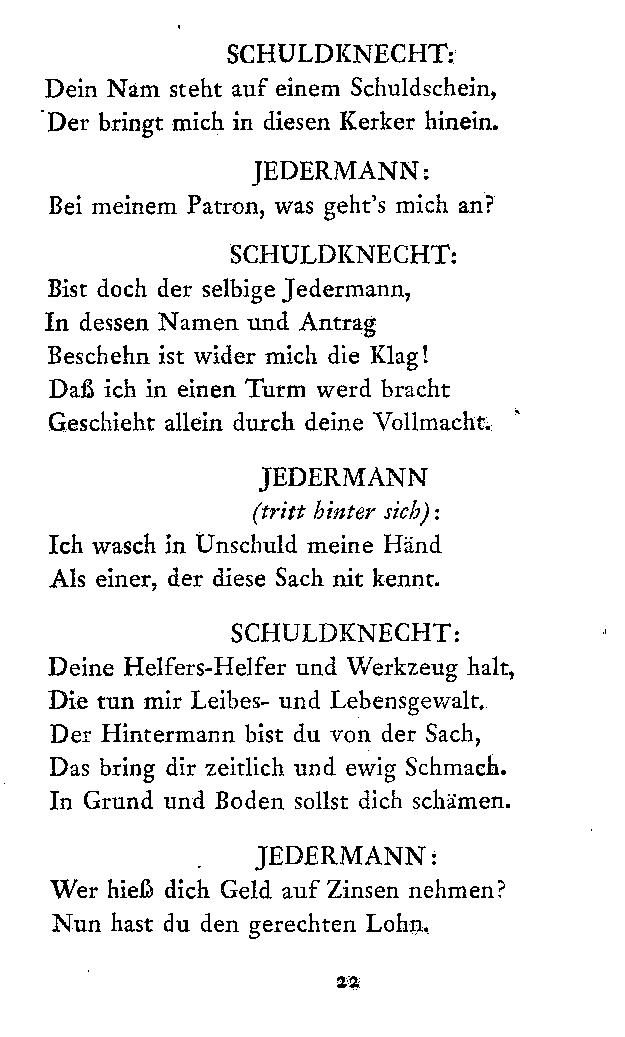 SCHULDKNECHT:
Dein Nam steht auf einem Schuldschein,
Der bringt mich in diesen Kerker hinein.
JEDERMANN:
Bei meinem Patron, was geht's mich an?
SCHULDKNECHT:
Bist doch der selbige Jedermann,
In dessen Namen und Antrag
Beschehn ist wider mich die Klag!
Daß ich in einen Turm werd bracht
Geschieht allein durch deine Vollmacht.
JEDERMANN
(tritt hinter sich):
Ich wasch in Unschuld meine Händ
Als einer, der diese Sach nit kennt.
SCHULDKNECHT:
Deine Helfers-Helfer und Werkzeug halt,
Die tun mir Leibes- und Lebensgewalt.
Der Hintermann bist du von der Sach,
Das bring dir zeitlich und ewig Schmach.
In Grund und Boden sollst dich schämen.
JEDERMANN:
Wer hieß dich Geld auf Zinsen nehmen?
Nun hast du den gerechten Lohn.
22